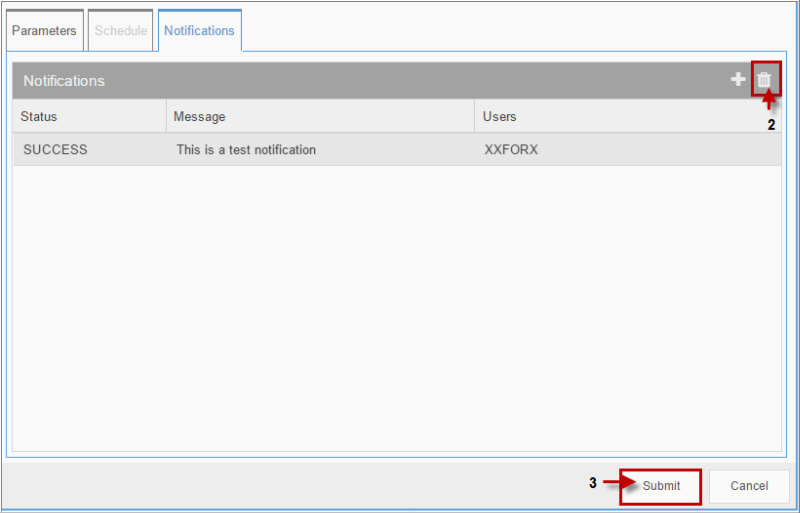 Parameters Schedule Notifications
Notifications
2
Status Message Users
SUCCESS This is a test notification XXFORX
3 Submit Cancel